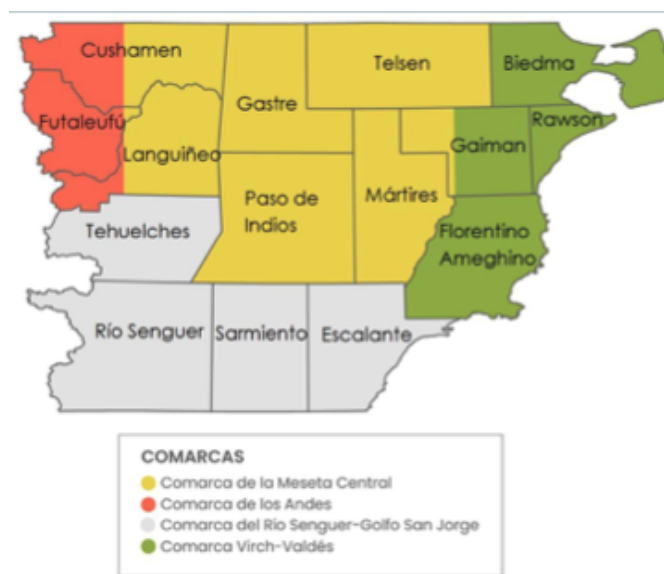 Cushamen
Telsen
Biedma
Gastre
Futaleufú
Rawson
Languiñeo
Gaiman
Paso de
Indios
Mártires
Tehuelches
Florentino
Ameghino
Río Senguer
Sarmiento
Escalante
COMARCAS
Comarca de la Meseta Central
Comarca de los Andes
Comarca del Río Senguer-Golfo San Jorge
Comarca Virch-Valdés